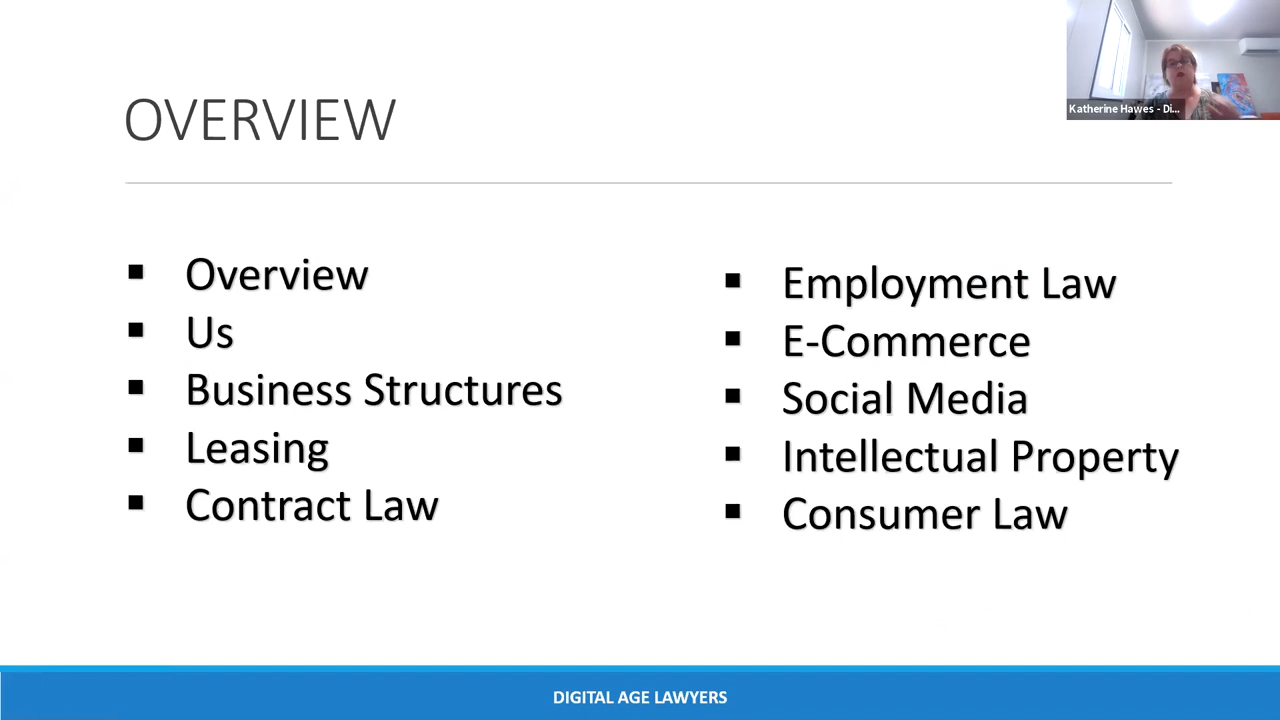 Katherine Hawes - Di...
OVERVIEW
▪ Overview
▪ Us
▪ Business Structures
▪ Leasing
▪ Contract Law
▪ Employment Law
▪ E-Commerce
▪ Social Media
▪ Intellectual Property
▪ Consumer Law
DIGITAL AGE LAWYERS